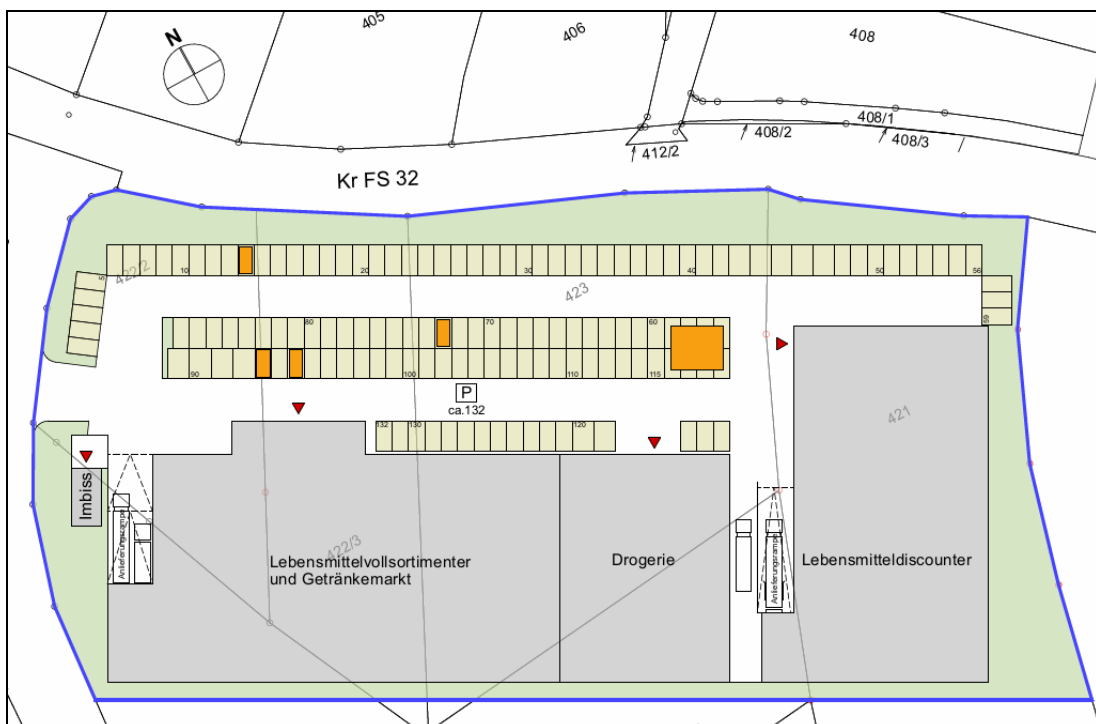 405
406
408
N
408/1
408/2
408/3
412/2
Kr FS 32
422/2
5
10
20
30
40
50
56
423
59
80
70
60
90
100
110
115
P
ca.132
132
130
120
421
Imbiss
Anlieferungsrampe
422/3
Lebensmittelvollsortimenter
und Getränkemarkt
Drogerie
Anlieferungsrampe
Lebensmitteldiscounter